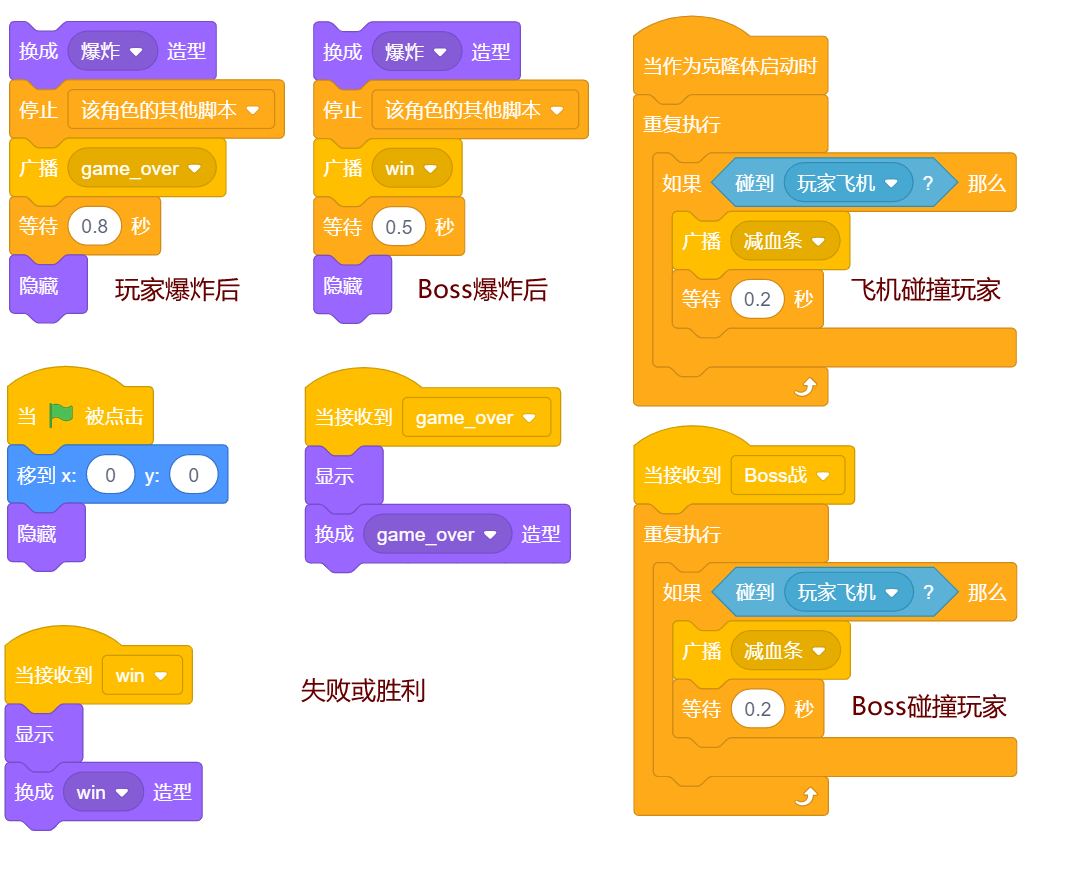 换成 爆炸 造型
停止 该角色的其他脚本
广播 game_over
等待 0.8 秒
隐藏
玩家爆炸后
换成 爆炸 造型
停止 该角色的其他脚本
广播 win
等待 0.5 秒
隐藏
Boss爆炸后
当作为克隆体启动时
重复执行
如果 碰到 玩家飞机 ? 那么
广播 减血条
等待 0.2 秒
飞机碰撞玩家
当 被点击
移到 x: 0 y: 0
隐藏
当接收到 game_over
显示
换成 game_over 造型
当接收到 Boss战
重复执行
如果 碰到 玩家飞机 ? 那么
广播 减血条
等待 0.2 秒
Boss碰撞玩家
当接收到 win
显示
换成 win 造型
失败或胜利